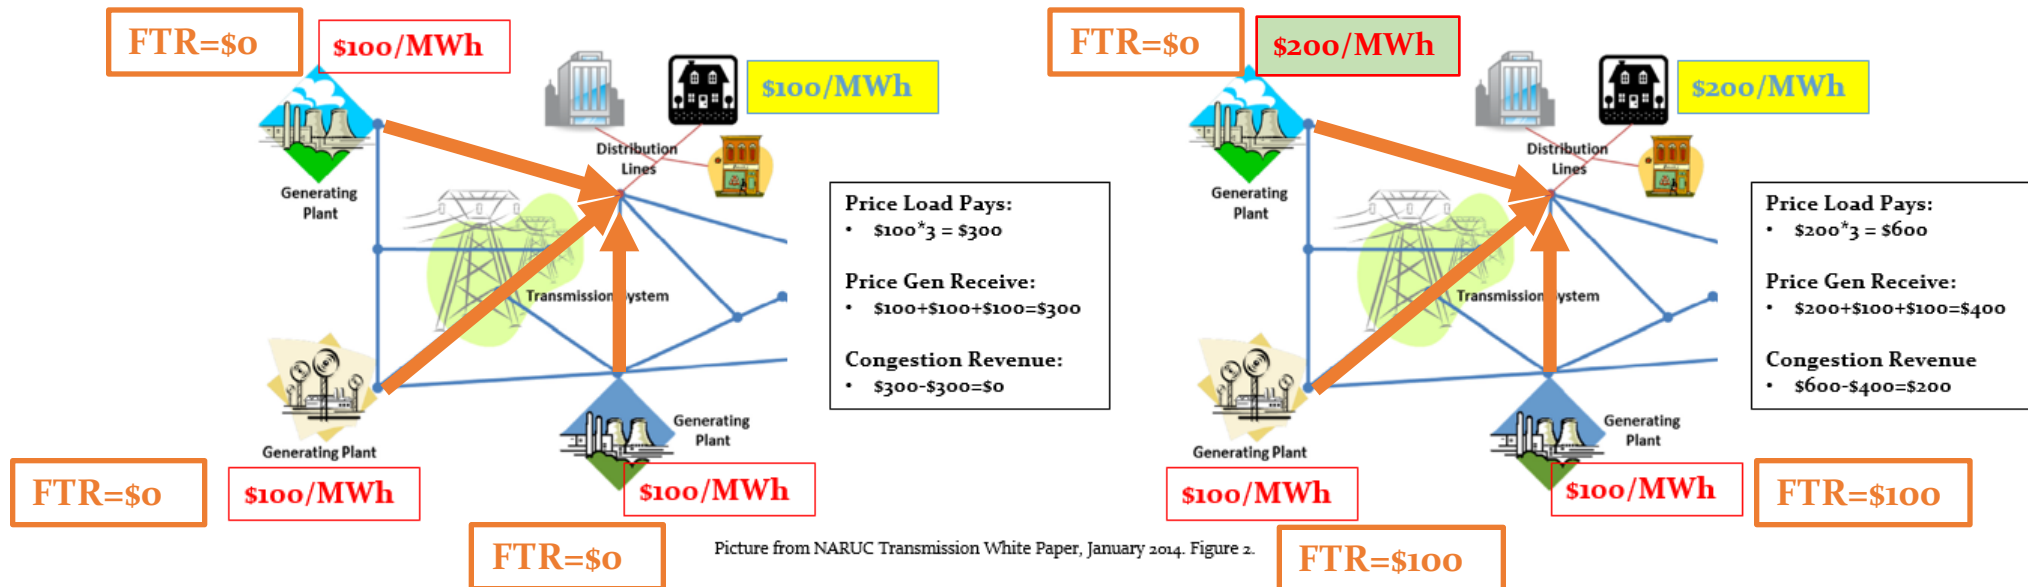 FTR=$0
$100/MWh
$100/MWh
Distribution
Lines
Generating
Plant
Transmission System
Generating Plant
Generating
Plant
FTR=$0
$100/MWh
$100/MWh
FTR=$0
Price Load Pays:
• $100*3 = $300
Price Gen Receive:
• $100+$100+$100=$300
Congestion Revenue:
• $300-$300=$0
FTR=$0
$200/MWh
$200/MWh
Distribution
Lines
Generating
Plant
Transmission System
Generating Plant
Generating
Plant
$100/MWh
$100/MWh
FTR=$100
FTR=$100
Price Load Pays:
• $200*3 = $600
Price Gen Receive:
• $200+$100+$100=$400
Congestion Revenue
• $600-$400=$200
Picture from NARUC Transmission White Paper, January 2014. Figure 2.